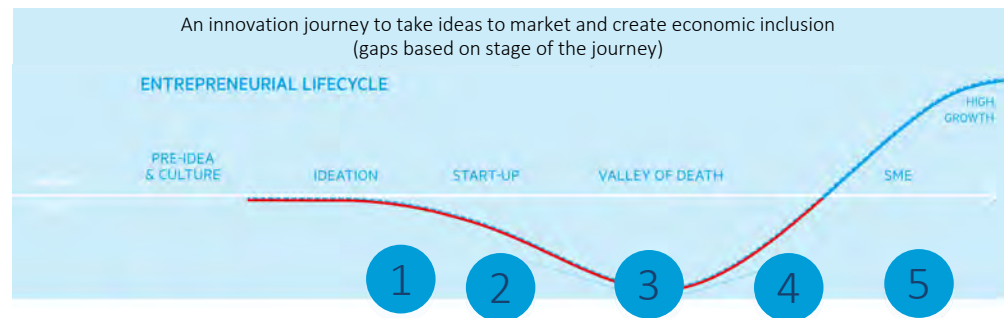 An innovation journey to take ideas to market and create economic inclusion
(gaps based on stage of the journey)
ENTREPRENEURIAL LIFECYCLE
HIGH
GROWTH
PRE-IDEA
& CULTURE
IDEATION
START-UP
VALLEY OF DEATH
SME
1
2
3
4
5